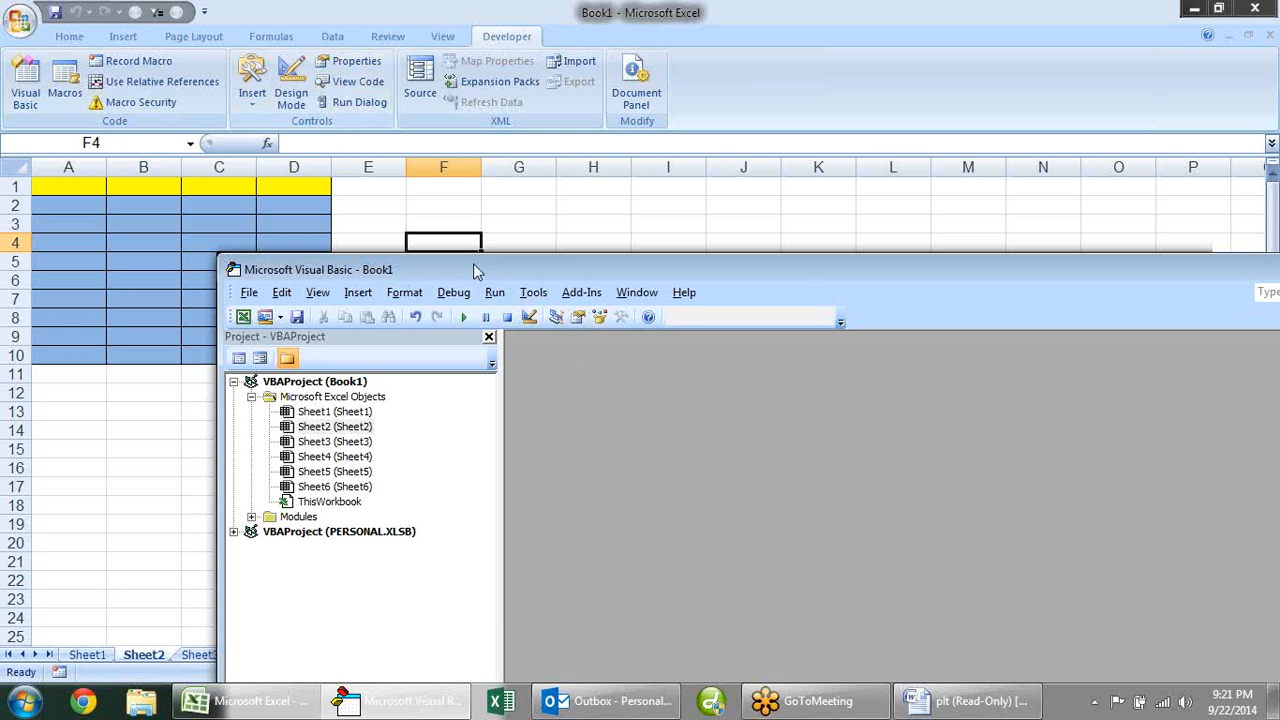 Book1 - Microsoft Excel
Home Insert Page Layout Formulas Data Review View Developer
Visual Basic
Macros
Record Macro
Use Relative References
Macro Security
Code
Insert
Design Mode
Properties
View Code
Run Dialog
Controls
Source
Map Properties
Expansion Packs
Refresh Data
Import
Export
XML
Document Panel
Modify
F4 fx
A B C D E F G H I J K L M N O P
1
2
3
4
5
6
7
8
9
10
11
12
13
14
15
16
17
18
19
20
21
22
23
24
25
Microsoft Visual Basic - Book1
File Edit View Insert Format Debug Run Tools Add-Ins Window Help Type
Project - VBAProject
VBAProject (Book1)
Microsoft Excel Objects
Sheet1 (Sheet1)
Sheet2 (Sheet2)
Sheet3 (Sheet3)
Sheet4 (Sheet4)
Sheet5 (Sheet5)
Sheet6 (Sheet6)
ThisWorkbook
Modules
VBAProject (PERSONAL.XLSB)
Sheet1 Sheet2 Sheet3
Ready
Microsoft Excel - ... Microsoft Visual B... Outbox - Personal... GoToMeeting plt (Read-Only) [...
9:21 PM
9/22/2014